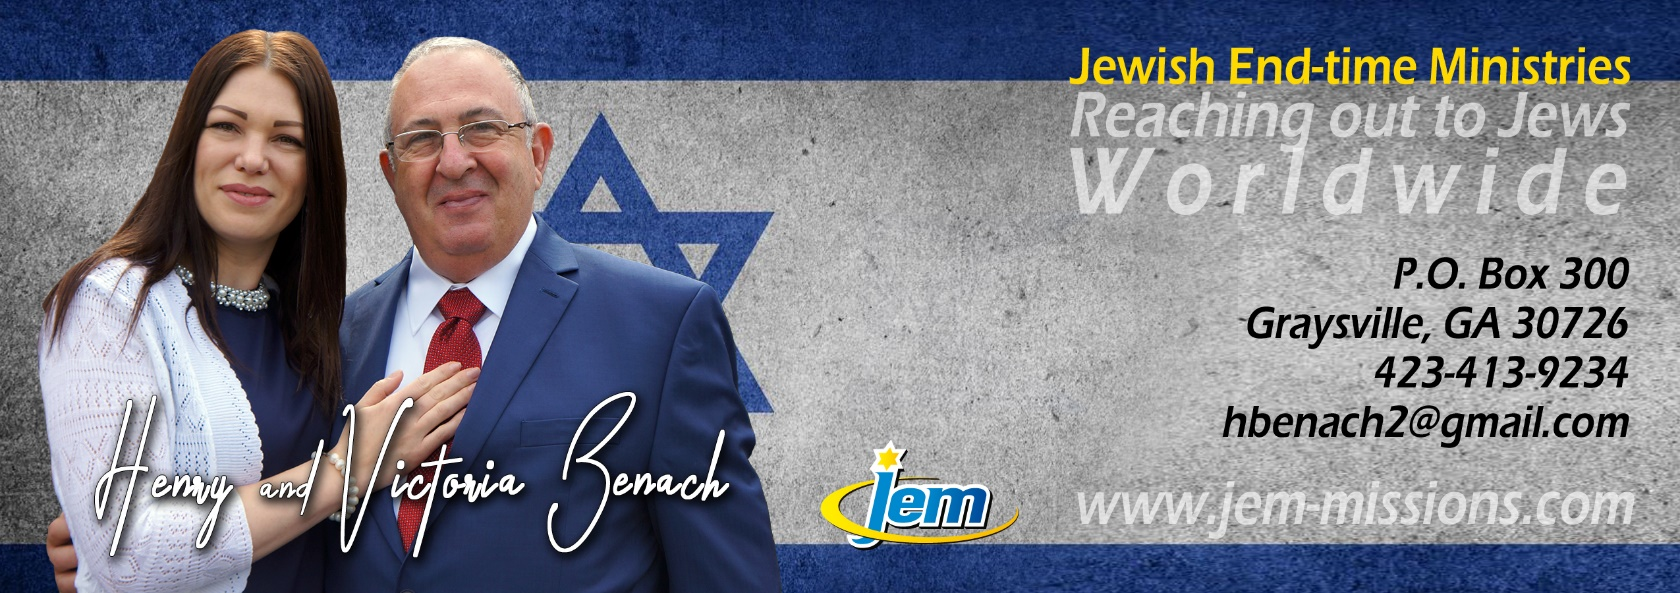 Jewish End-time Ministries
Reaching out to Jews
Worldwide
P.O. Box 300
Graysville, GA 30726
423-413-9234
hbenach2@gmail.com
Henry and Victoria Benach
jem
www.jem-missions.com